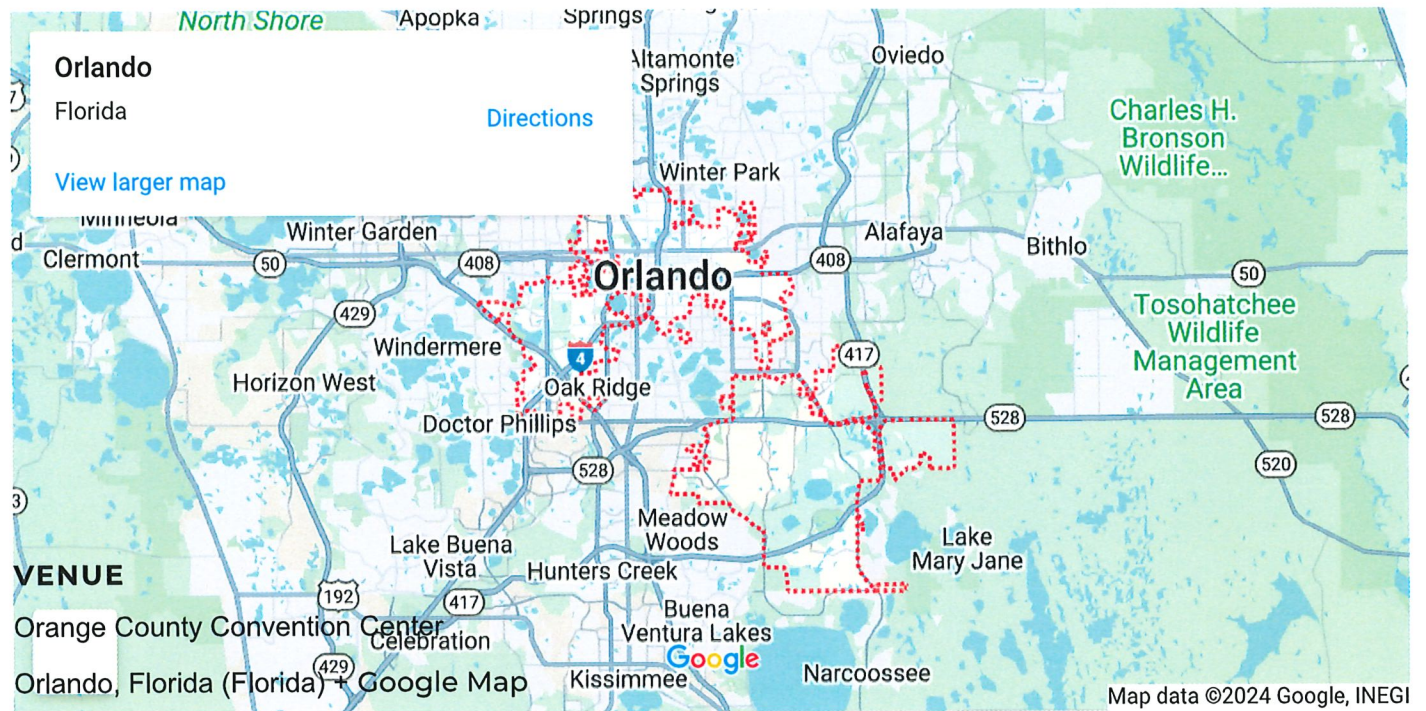 North Shore
Apopka
Springs
Orlando
Florida
Directions
View larger map
Altamonte
Springs
Oviedo
Charles H.
Bronson
Wildlife...
Winter Park
Minneola
Winter Garden
Alafaya
Bithlo
d
Clermont
50
408
Orlando
408
50
429
Tosohatchee
Wildlife
Management
Area
Windermere
4
417
Horizon West
Oak Ridge
Doctor Phillips
528
528
528
520
3
Meadow
Woods
Lake Buena
Vista
Lake
Mary Jane
Hunters Creek
VENUE
192
417
Buena
Ventura Lakes
Orange County Convention Center
Celebration
Google
429
Orlando, Florida (Florida) + Google Map
Kissimmee
Narcoossee
Map data ©2024 Google, INEGI